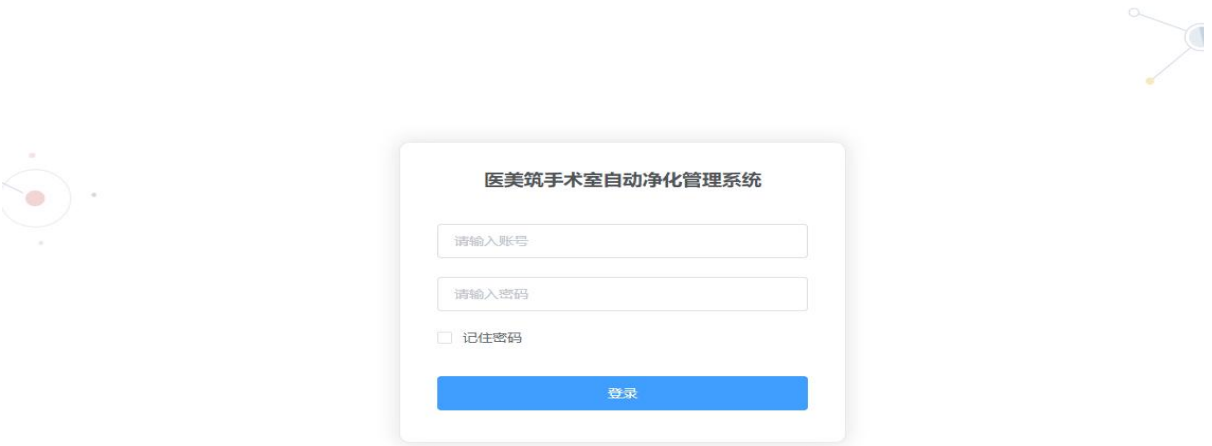 医美筑手术室自动净化管理系统
请输入账号
请输入密码
记住密码
登录